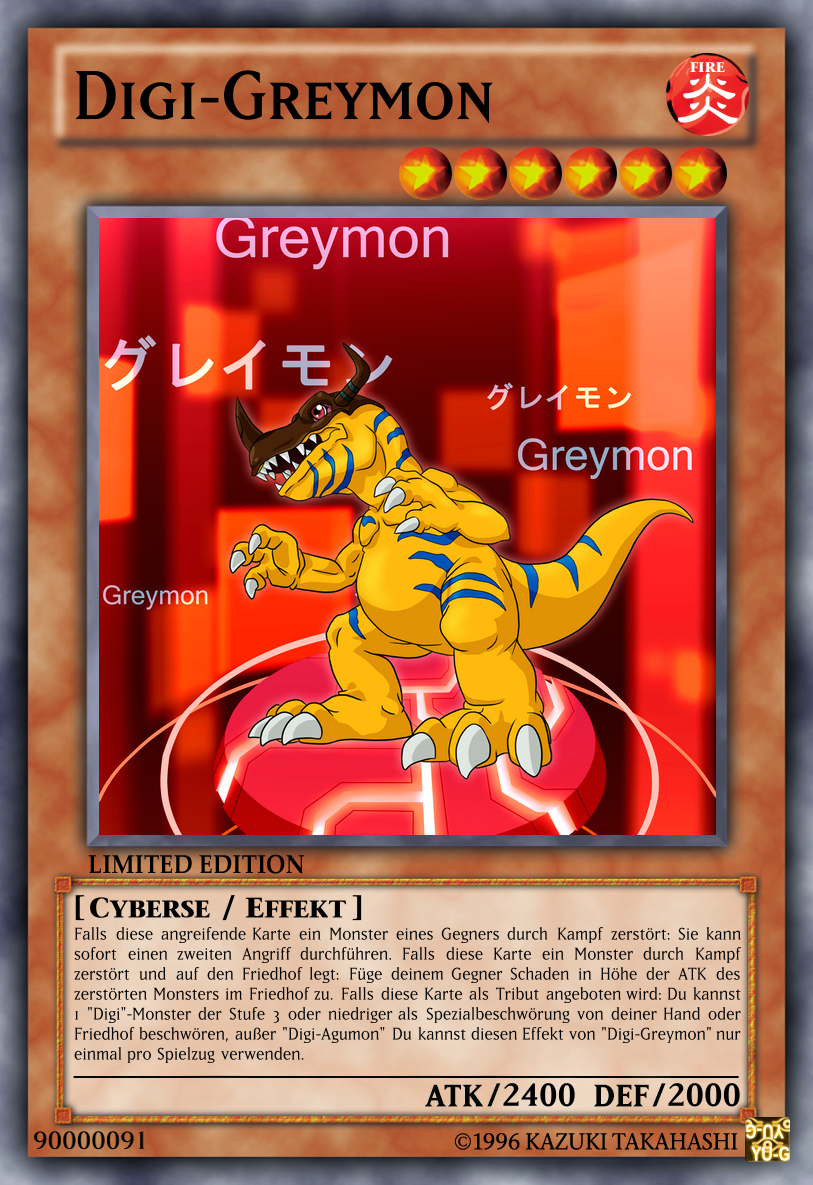 DIGI-GREYMON
FIRE
炎
Greymon
グレイモン
グレイモン
Greymon
Greymon
LIMITED EDITION
[ CYBERSE / EFFEKT ]
Falls diese angreifende Karte ein Monster eines Gegners durch Kampf zerstört: Sie kann
sofort einen zweiten Angriff durchführen. Falls diese Karte ein Monster durch Kampf
zerstört und auf den Friedhof legt: Füge deinem Gegner Schaden in Höhe der ATK des
zerstörten Monsters im Friedhof zu. Falls diese Karte als Tribut angeboten wird: Du kannst
1 "Digi"-Monster der Stufe 3 oder niedriger als Spezialbeschwörung von deiner Hand oder
Friedhof beschwören, außer "Digi-Agumon" Du kannst diesen Effekt von "Digi-Greymon" nur
einmal pro Spielzug verwenden.
ATK/2400 DEF/2000
90000091
©1996 KAZUKI TAKAHASHI